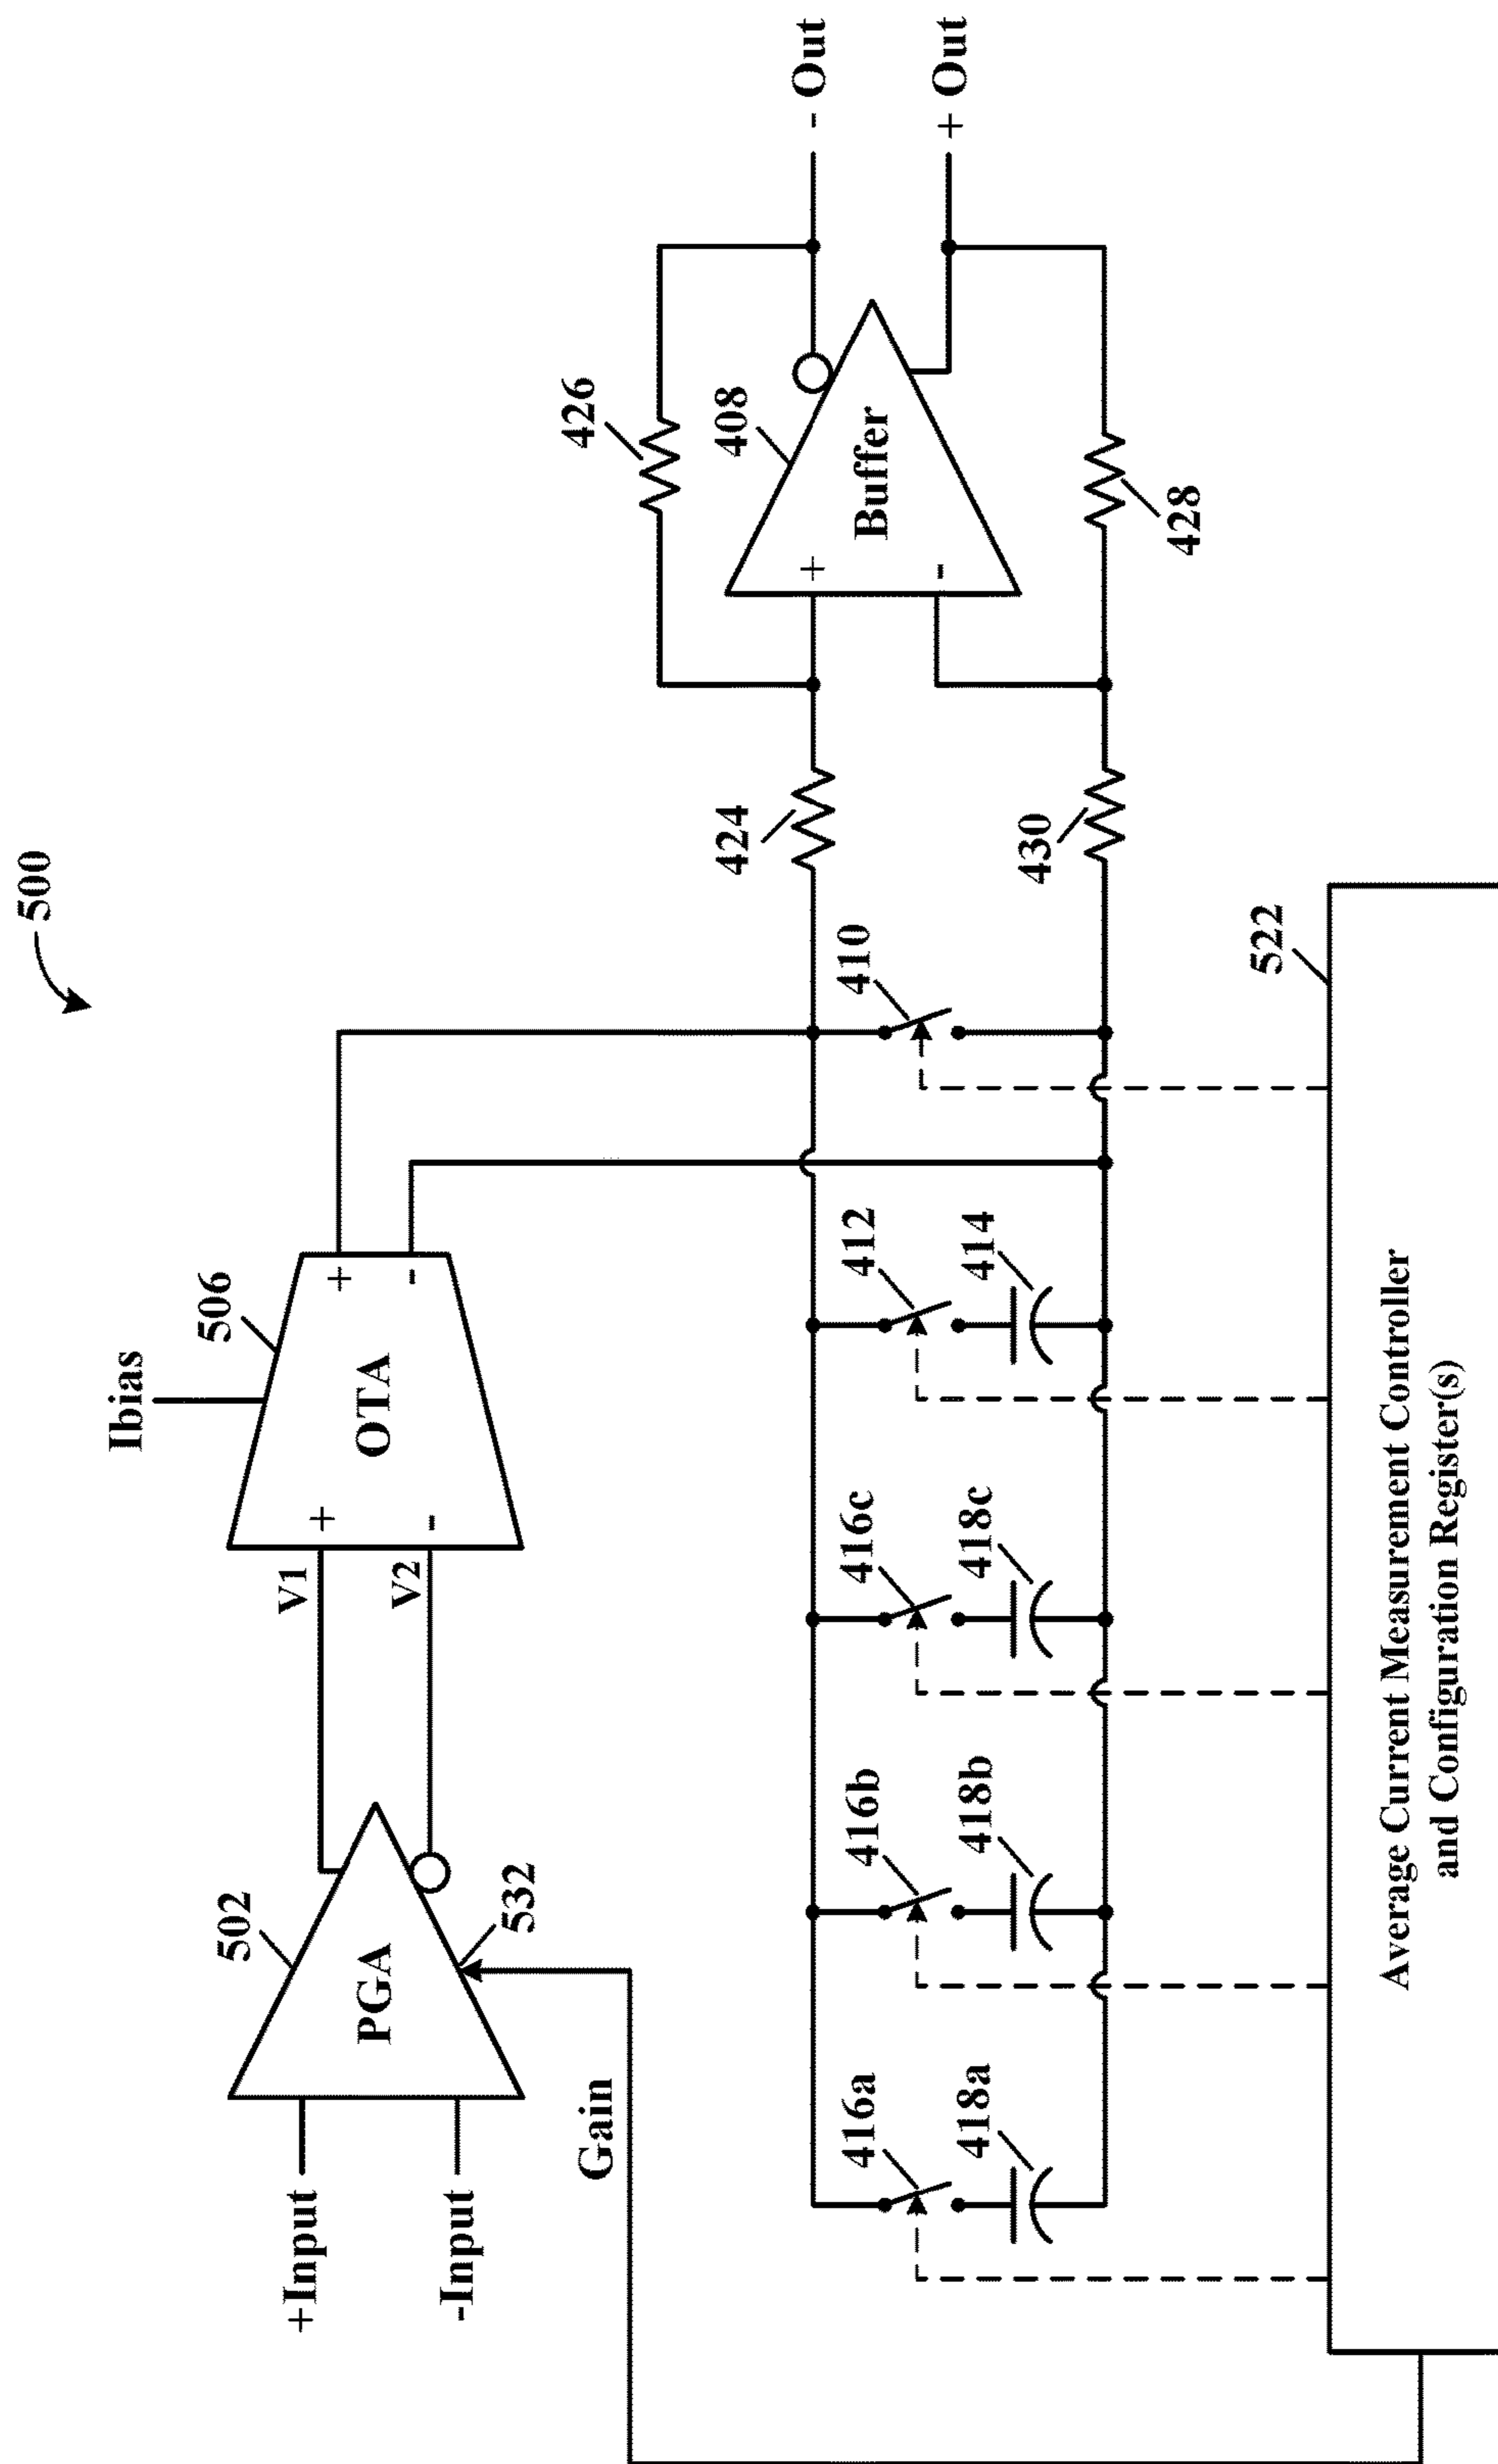 500
Ibias
506
502
V1
+
+
PGA
OTA
V2
-
-
+Input
-Input
532
Gain
426
- Out
408
424
+
Buffer
-
+ Out
416a
416b
416c
412
410
418a
418b
418c
414
430
428
522
Average Current Measurement Controller
and Configuration Register(s)